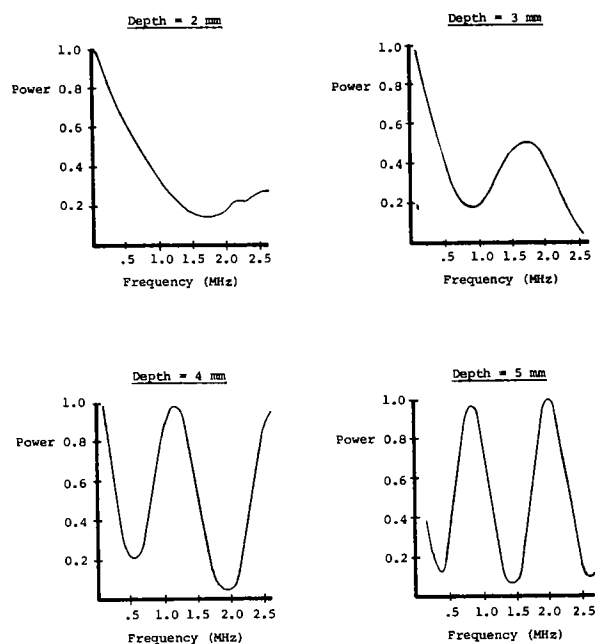 Depth = 2 mm
1.0
0.8
Power
0.6
0.4
0.2
.5 1.0 1.5 2.0 2.5
Frequency (MHz)
Depth = 3 mm
1.0
0.8
Power
0.6
0.4
0.2
.5 1.0 1.5 2.0 2.5
Frequency (MHz)
Depth = 4 mm
1.0
0.8
Power
0.6
0.4
0.2
.5 1.0 1.5 2.0 2.5
Frequency (MHz)
Depth = 5 mm
1.0
0.8
Power
0.6
0.4
0.2
.5 1.0 1.5 2.0 2.5
Frequency (MHz)